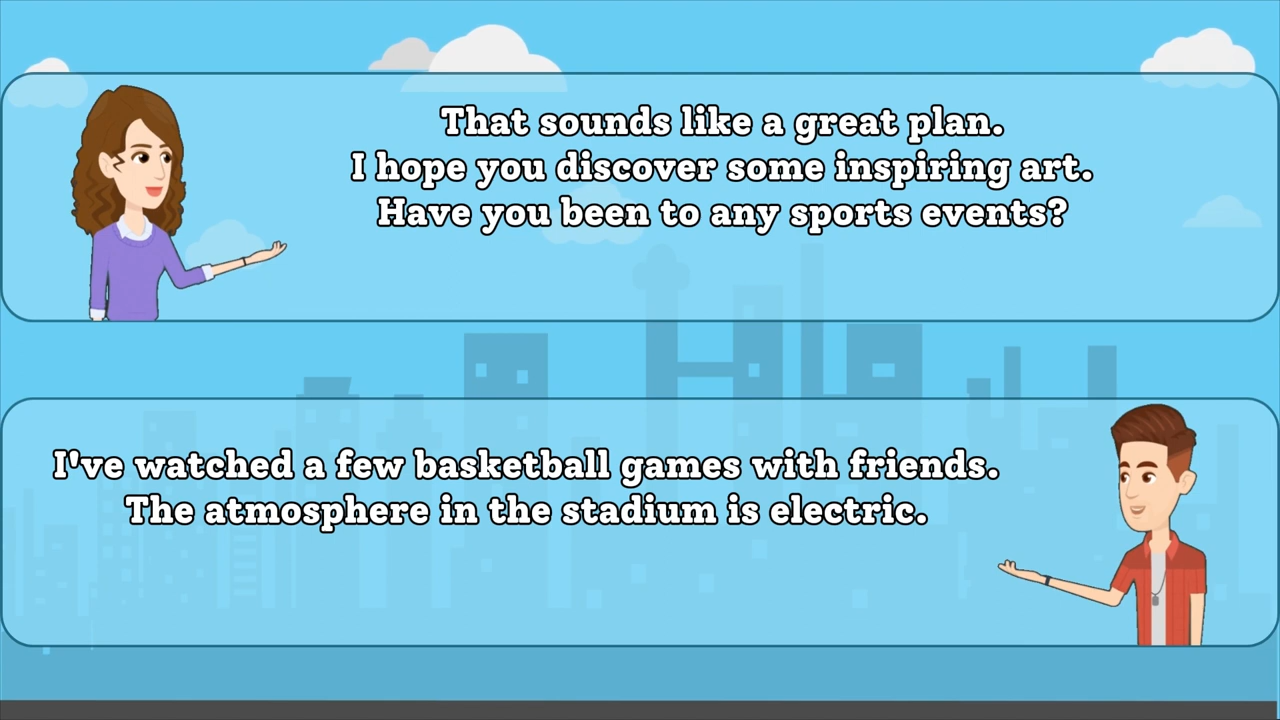 That sounds like a great plan.
I hope you discover some inspiring art.
Have you been to any sports events?
I've watched a few basketball games with friends.
The atmosphere in the stadium is electric.